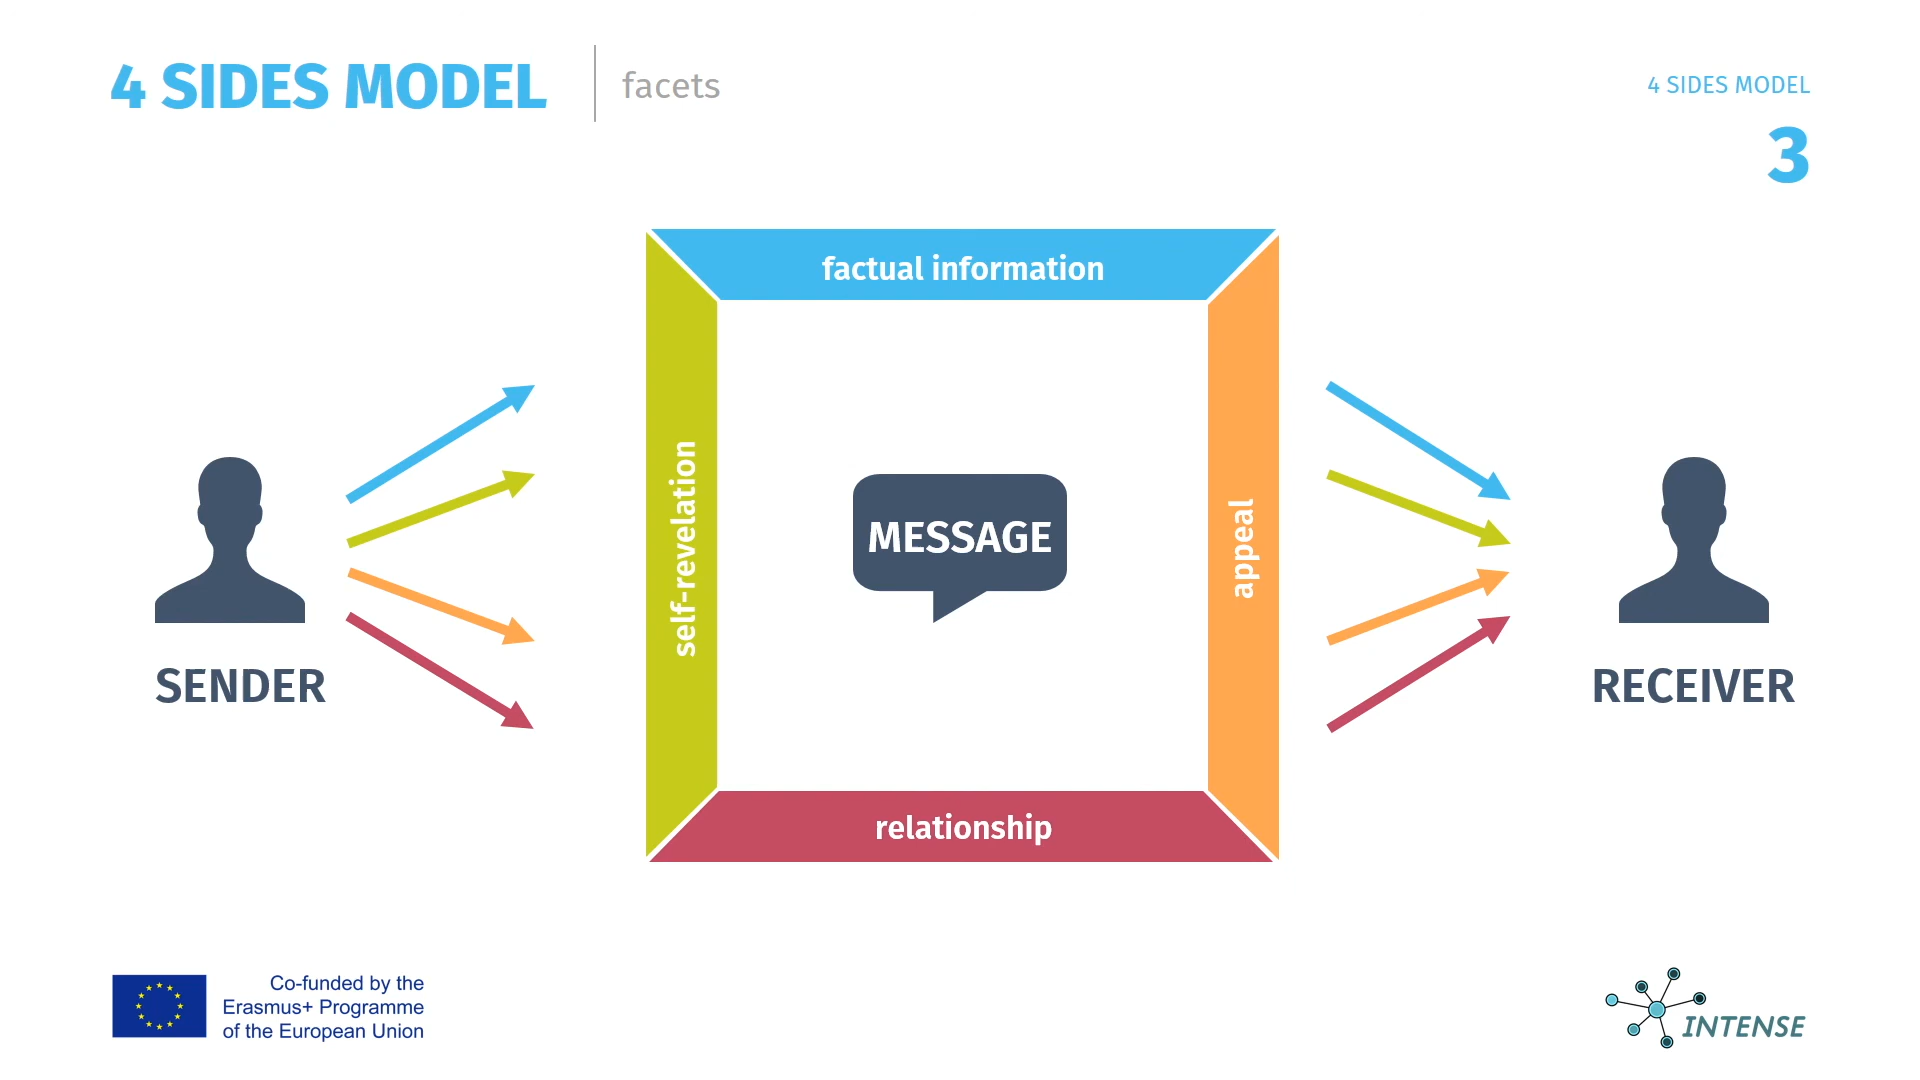 4 SIDES MODEL
facets
4 SIDES MODEL
3
factual information
self-revelation
MESSAGE
appeal
relationship
SENDER
RECEIVER
Co-funded by the
Erasmus+ Programme
of the European Union
INTENSE